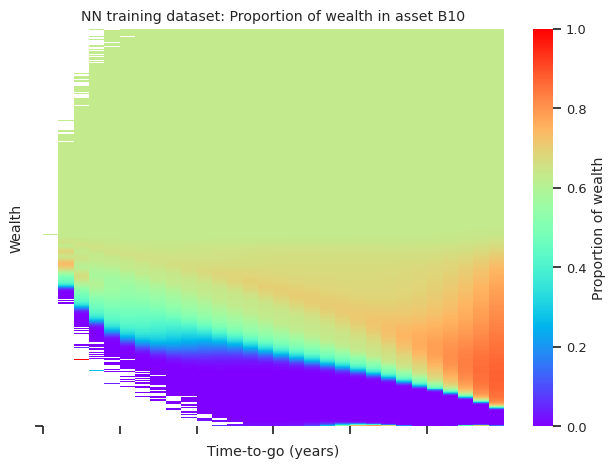 NN training dataset: Proportion of wealth in asset B10
Wealth
Time-to-go (years)
1.0
0.8
0.6
0.4
0.2
0.0
Proportion of wealth